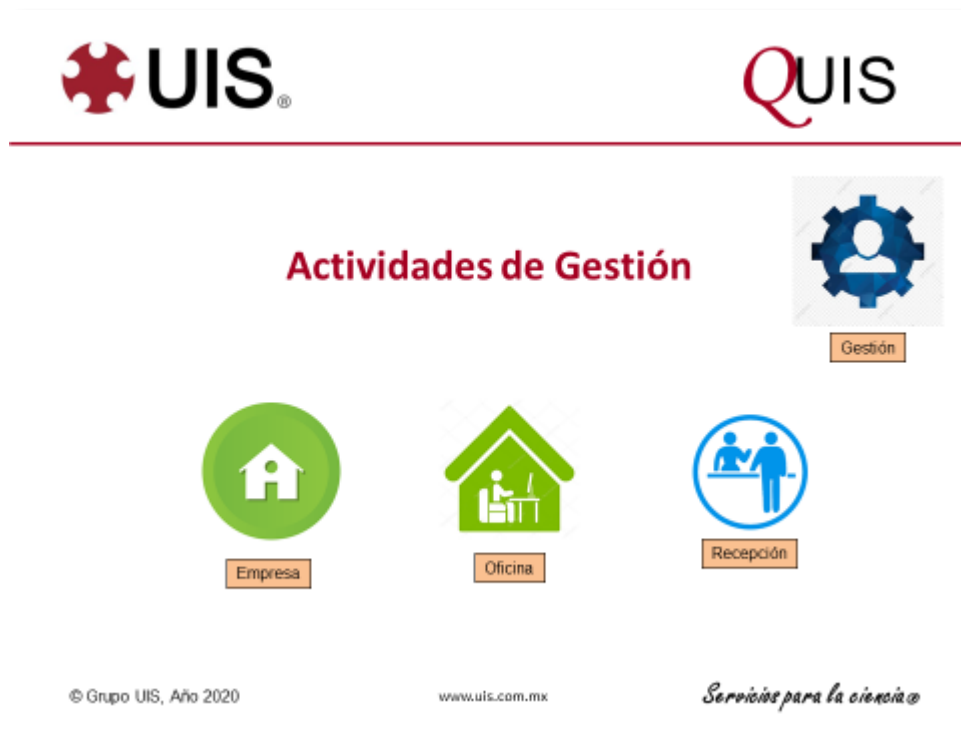 UIS®
QUIS
Actividades de Gestión
Gestión
Empresa
Oficina
Recepción
© Grupo UIS, Año 2020
www.uis.com.mx
Servicios para la ciencia®